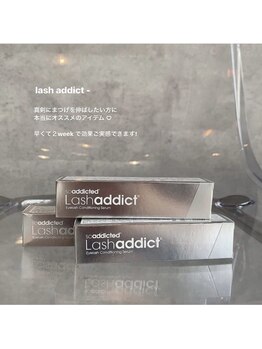 lash addict -
真剣にまつげを伸ばしたい方に
本当にオススメのアイテム♡
早くて2weekで効果ご実感できます!
soaddicted
Lashaddict
Eyelash Conditioning Serum
soaddicted
Lashaddict
Eyelash Conditioning Serum